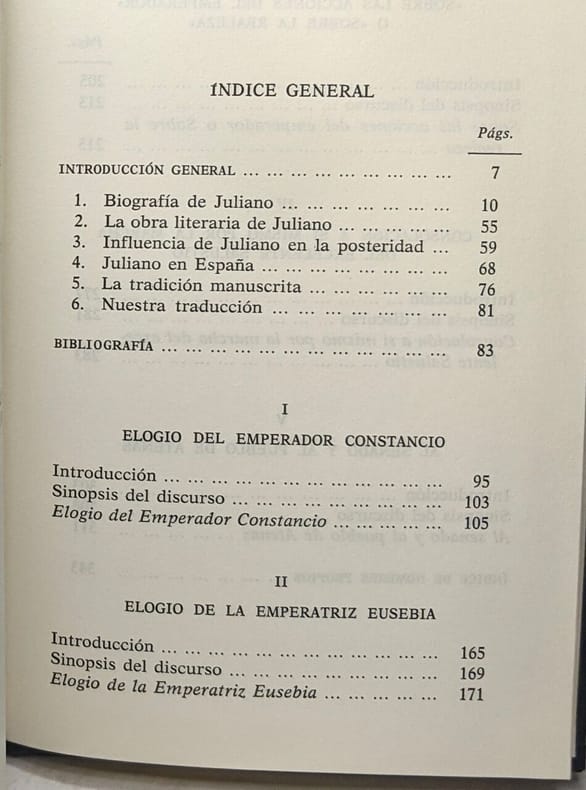 ÍNDICE GENERAL
Págs.
INTRODUCCIÓN GENERAL ... ... ... ... ... ... ... ... ... 7
1. Biografía de Juliano ... ... ... ... ... ... ... ... 10
2. La obra literaria de Juliano ... ... ... ... ... 55
3. Influencia de Juliano en la posteridad ... 59
4. Juliano en España ... ... ... ... ... ... ... ... 68
5. La tradición manuscrita ... ... ... ... ... ... 76
6. Nuestra traducción ... ... ... ... ... ... ... ... 81
BIBLIOGRAFÍA ... ... ... ... ... ... ... ... ... ... ... ... 83
I
ELOGIO DEL EMPERADOR CONSTANCIO
Introducción ... ... ... ... ... ... ... ... ... ... ... ... 95
Sinopsis del discurso ... ... ... ... ... ... ... ... ... 103
Elogio del Emperador Constancio ... ... ... ... ... 105
II
ELOGIO DE LA EMPERATRIZ EUSEBIA
Introducción ... ... ... ... ... ... ... ... ... ... ... ... 165
Sinopsis del discurso ... ... ... ... ... ... ... ... ... 169
Elogio de la Emperatriz Eusebia ... ... ... ... ... 171